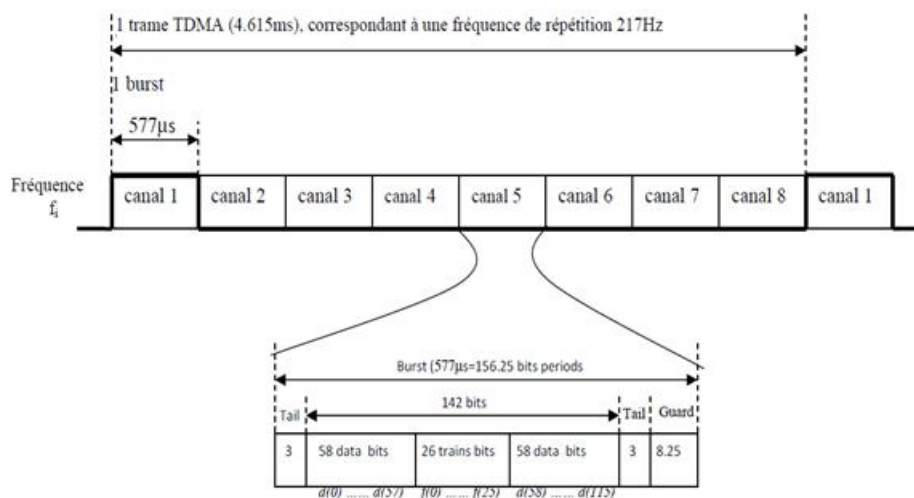 1 trame TDMA (4.615ms), correspondant à une fréquence de répétition 217Hz
1 burst
577µs
Fréquence
fi
canal 1 canal 2 canal 3 canal 4 canal 5 canal 6 canal 7 canal 8 canal 1
Burst (577µs=156.25 bits periods
142 bits
Tail Tail Guard
3 58 data bits 26 trains bits 58 data bits 3 8.25
d(0) ...... d(57) f(0) ...... f(25) d(58) ...... d(115)